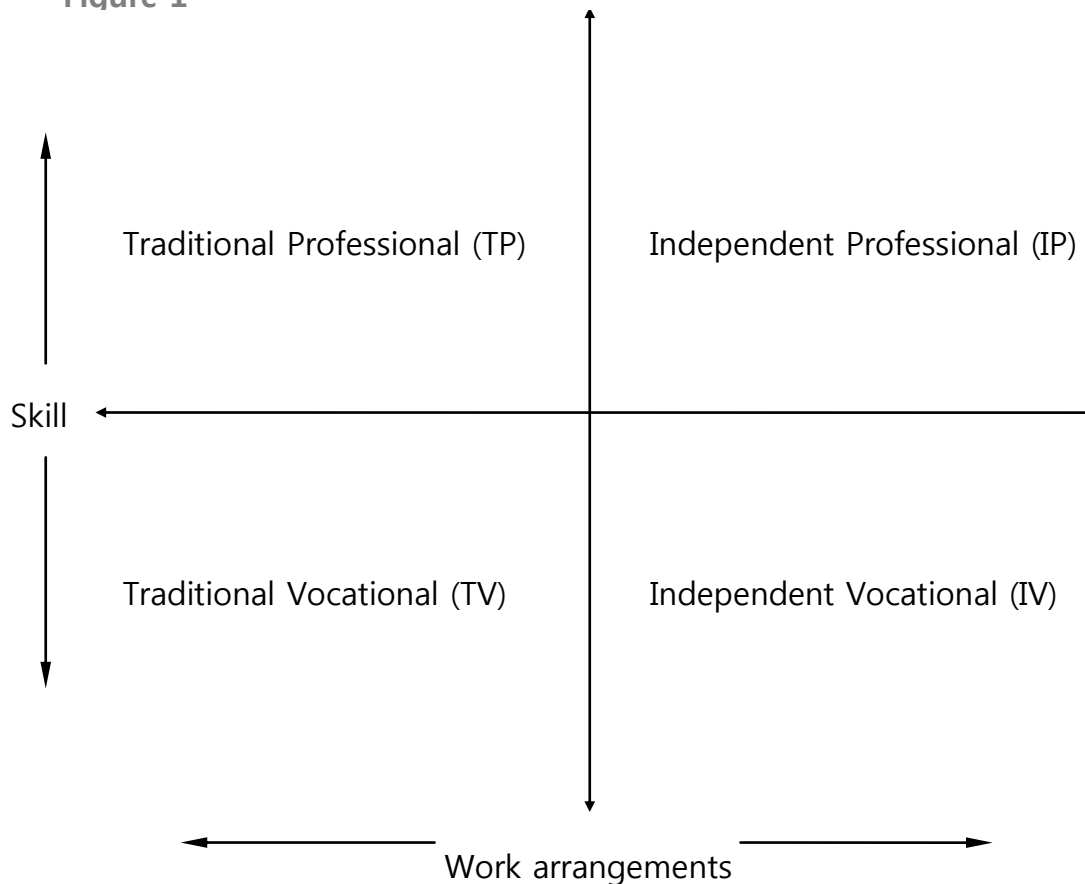 Figure 1
Traditional Professional (TP)
Independent Professional (IP)
Skill
Traditional Vocational (TV)
Independent Vocational (IV)
Work arrangements